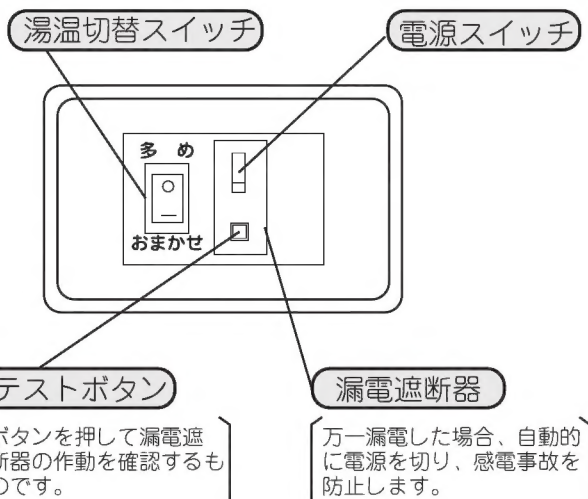 湯温切替スイッチ
電源スイッチ
多 め
おまかせ
テストボタン
漏電遮断器
ボタンを押して漏電遮
断器の作動を確認するも
のです。
万一漏電した場合、自動的
に電源を切り、感電事故を
防止します。